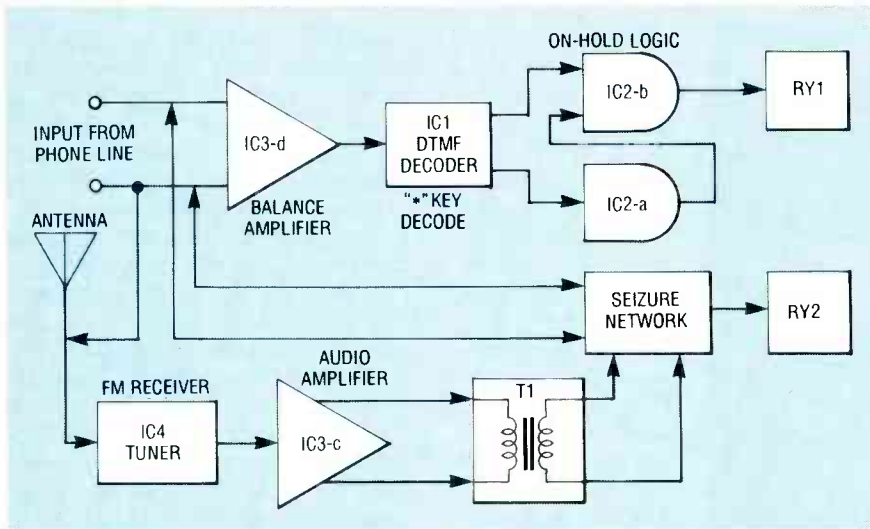 ON-HOLD LOGIC
IC2-b
RY1
INPUT FROM
PHONE LINE
IC3-d
IC1
DTMF
DECODER
"*" KEY
DECODE
IC2-a
BALANCE
AMPLIFIER
ANTENNA
SEIZURE
NETWORK
RY2
AUDIO
AMPLIFIER
FM RECEIVER
IC4
TUNER
IC3-c
T1